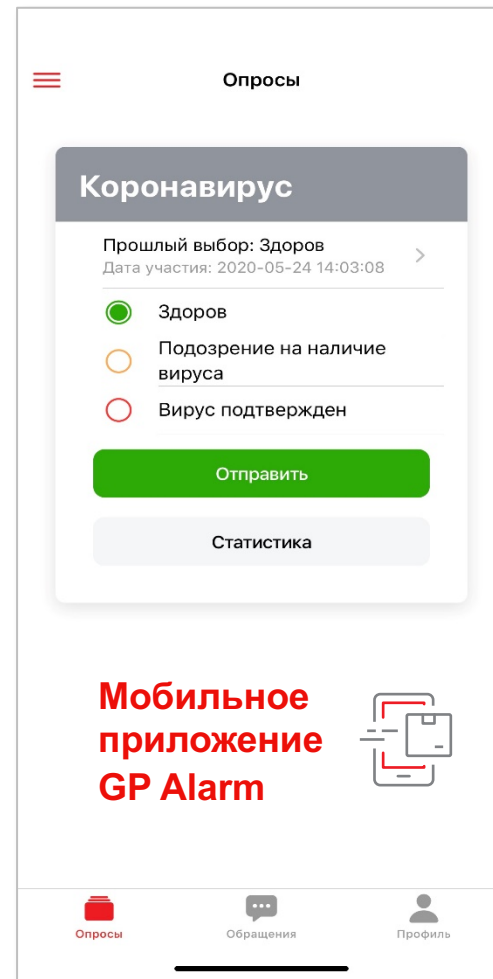 Опросы
Коронавирус
Прошлый выбор: Здоров
Дата участия: 2020-05-24 14:03:08
Здоров
Подозрение на наличие
вируса
Вирус подтвержден
Отправить
Статистика
Мобильное
приложение
GP Alarm
Опросы
Обращения
Профиль